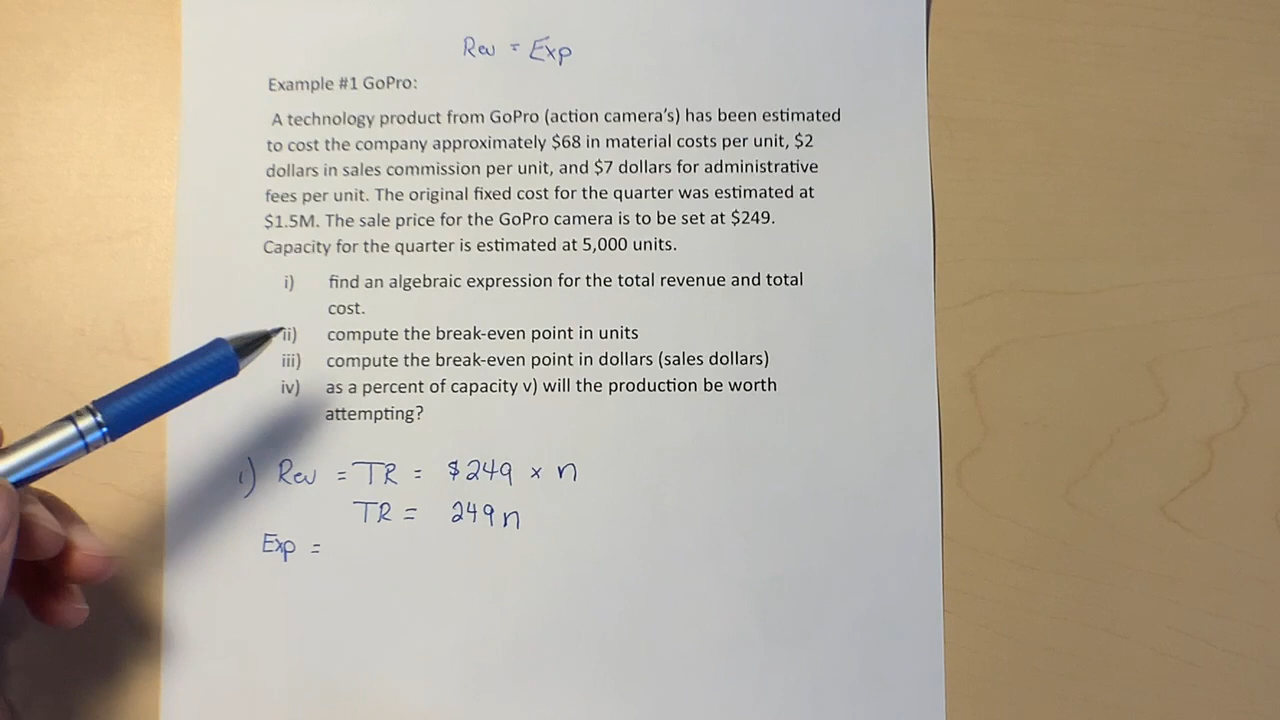 Rev = Exp
Example #1 GoPro:
A technology product from GoPro (action camera's) has been estimated
to cost the company approximately $68 in material costs per unit, $2
dollars in sales commission per unit, and $7 dollars for administrative
fees per unit. The original fixed cost for the quarter was estimated at
$1.5M. The sale price for the GoPro camera is to be set at $249.
Capacity for the quarter is estimated at 5,000 units.
i) find an algebraic expression for the total revenue and total
cost.
ii) compute the break-even point in units
iii) compute the break-even point in dollars (sales dollars)
iv) as a percent of capacity v) will the production be worth
attempting?
i) Rev = TR = $249 × n
TR = 249n
Exp =